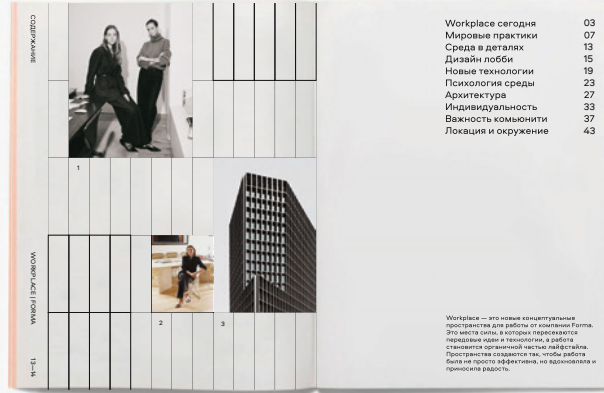 СОДЕРЖАНИЕ
WORKPLACE | FORMA
13—14
1
2
3
Workplace сегодня 03
Мировые практики 07
Среда в деталях 13
Дизайн лобби 15
Новые технологии 19
Психология среды 23
Архитектура 27
Индивидуальность 33
Важность комьюнити 37
Локация и окружение 43
Workplace — это новые концептуальные
пространства для работы от компании Forma.
Это места силы, в которых пересекаются
передовые идеи и технологии, а работа
становится органичной частью лайфстайла.
Пространства создаются так, чтобы работа
была не просто эффективна, но вдохновляла и
приносила радость.